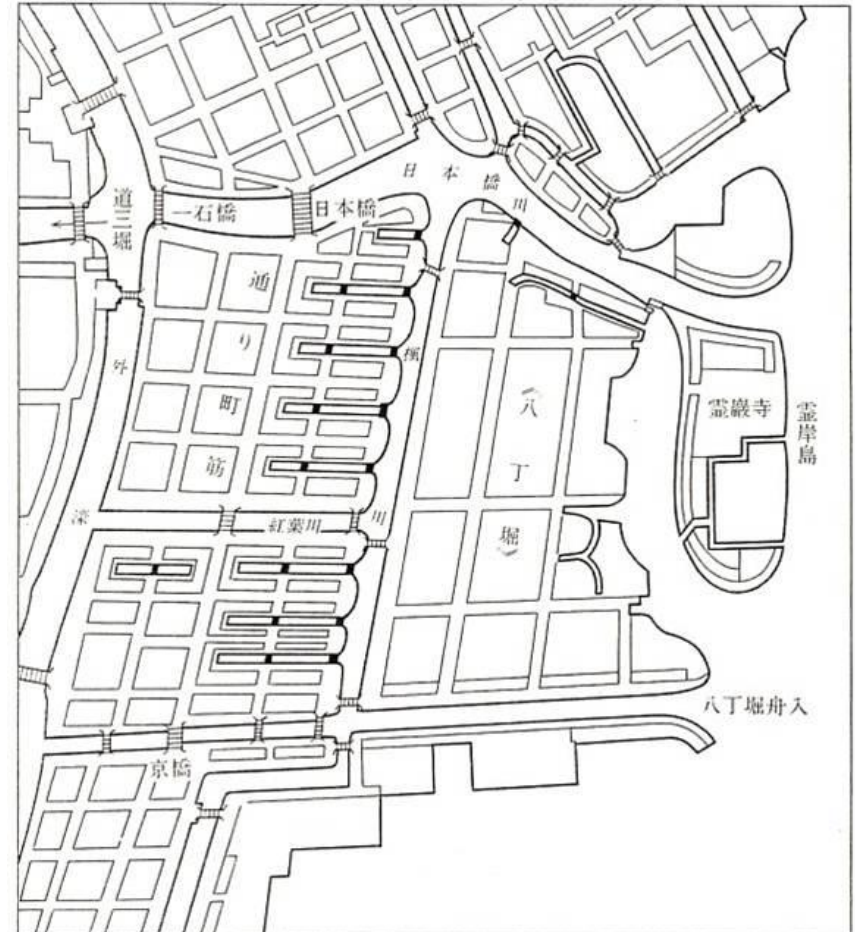 日本橋川
道三堀
一石橋
日本橋
通り町筋
外濠
楓川
《八丁堀》
霊巌寺
霊岸島
紅葉川
八丁堀舟入
京橋